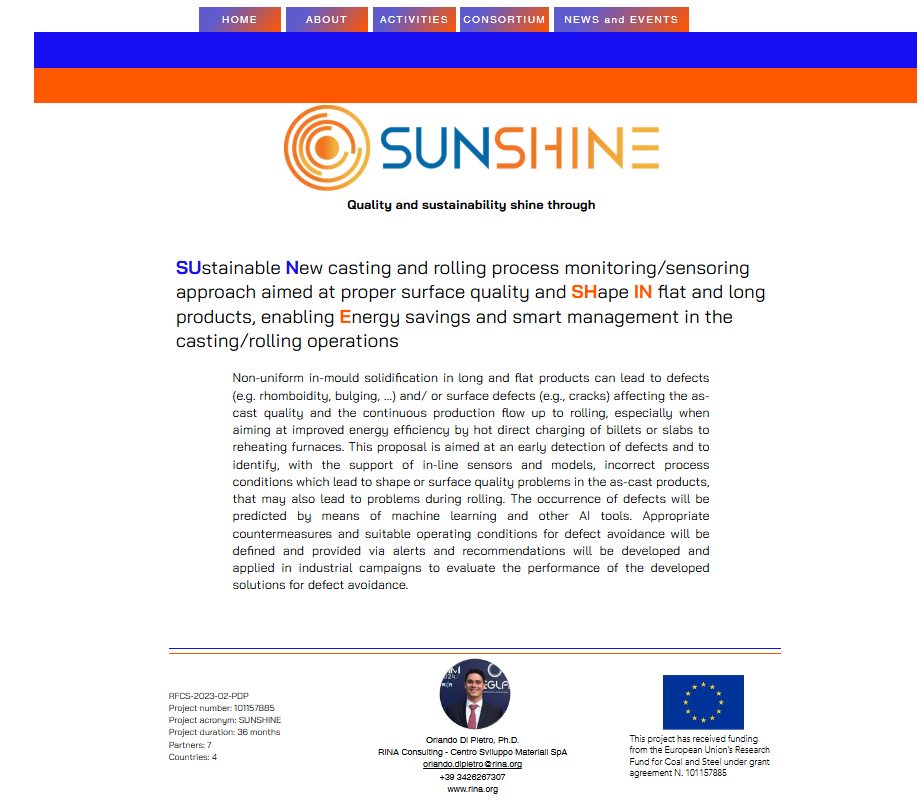 HOME ABOUT ACTIVITIES CONSORTIUM NEWS and EVENTS
SUNSHINE
Quality and sustainability shine through
SUstainable New casting and rolling process monitoring/sensoring
approach aimed at proper surface quality and SHape IN flat and long
products, enabling Energy savings and smart management in the
casting/rolling operations
Non-uniform in-mould solidification in long and flat products can lead to defects
(e.g. rhomboidity, bulging, ...) and/ or surface defects (e.g., cracks) affecting the as-
cast quality and the continuous production flow up to rolling, especially when
aiming at improved energy efficiency by hot direct charging of billets or slabs to
reheating furnaces. This proposal is aimed at an early detection of defects and to
identify, with the support of in-line sensors and models, incorrect process
conditions which lead to shape or surface quality problems in the as-cast products,
that may also lead to problems during rolling. The occurrence of defects will be
predicted by means of machine learning and other AI tools. Appropriate
countermeasures and suitable operating conditions for defect avoidance will be
defined and provided via alerts and recommendations will be developed and
applied in industrial campaigns to evaluate the performance of the developed
solutions for defect avoidance.
RFCS-2023-02-PDP
Project number: 101157885
Project acronym: SUNSHINE
Project duration: 36 months
Partners: 7
Countries: 4
Orlando Di Pietro, Ph.D.
RINA Consulting - Centro Sviluppo Materiali SpA
orlando.dipietro@rina.org
+39 3426267307
www.rina.org
This project has received funding
from the European Union's Research
Fund for Coal and Steel under grant
agreement N. 101157885